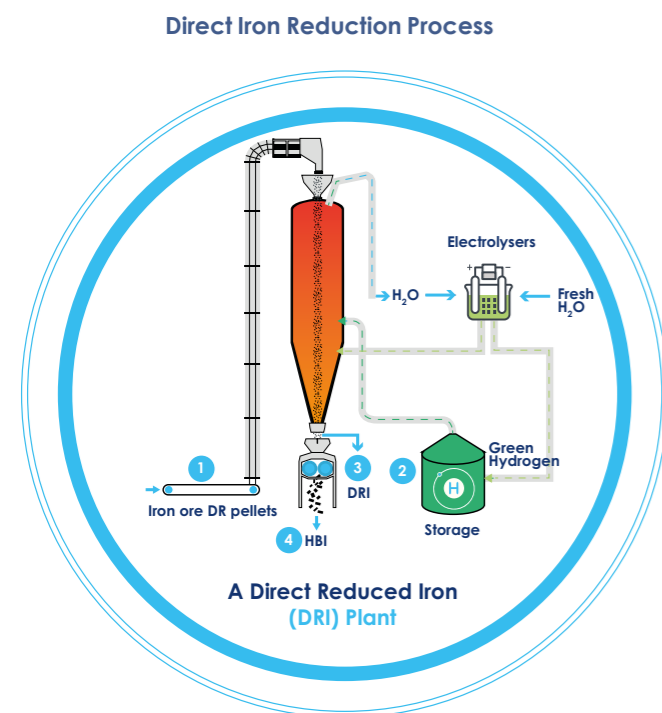 Direct Iron Reduction Process
Electrolysers
+ −
H₂O
Fresh
H₂O
1
Iron ore DR pellets
3
DRI
2
Green
Hydrogen
H
Storage
4 HBI
A Direct Reduced Iron
(DRI) Plant